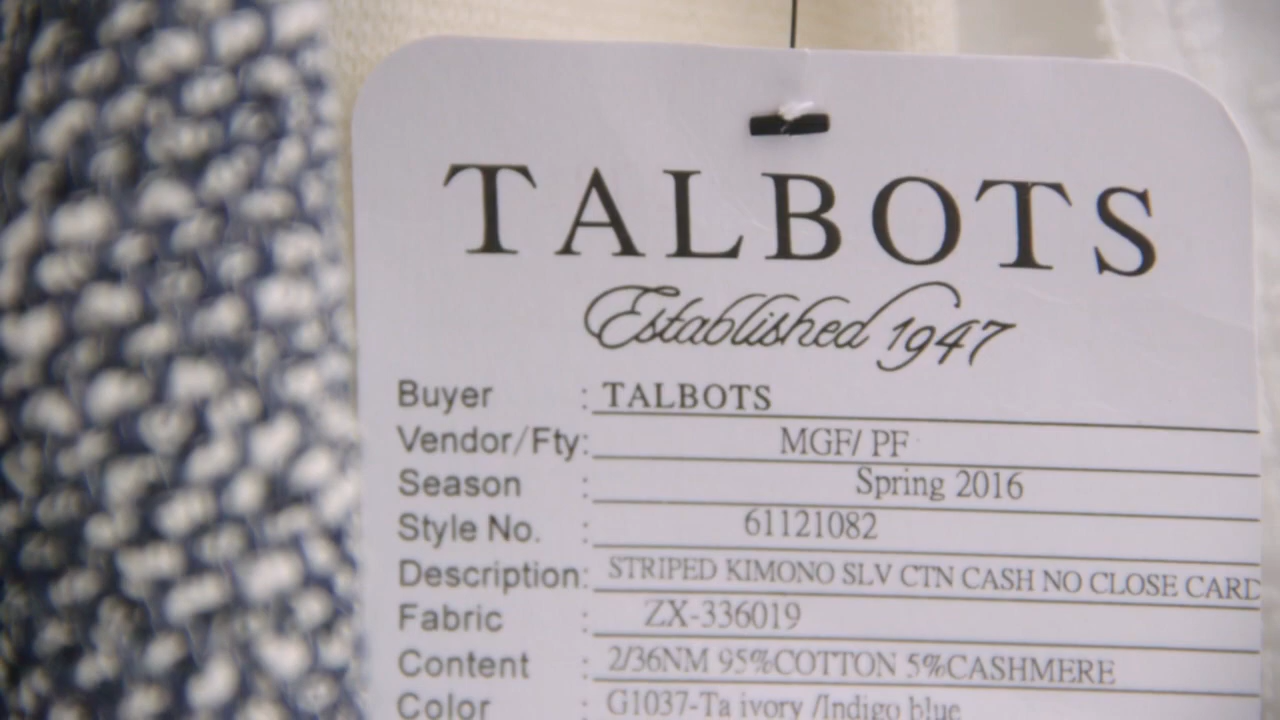 TALBOTS
Established 1947
Buyer : TALBOTS
Vendor/Fty: MGF/ PF
Season : Spring 2016
Style No. : 61121082
Description: STRIPED KIMONO SLV CTN CASH NO CLOSE CARD
Fabric : ZX-336019
Content : 2/36NM 95%COTTON 5%CASHMERE
Color : G1037-Ta ivory /Indigo blue